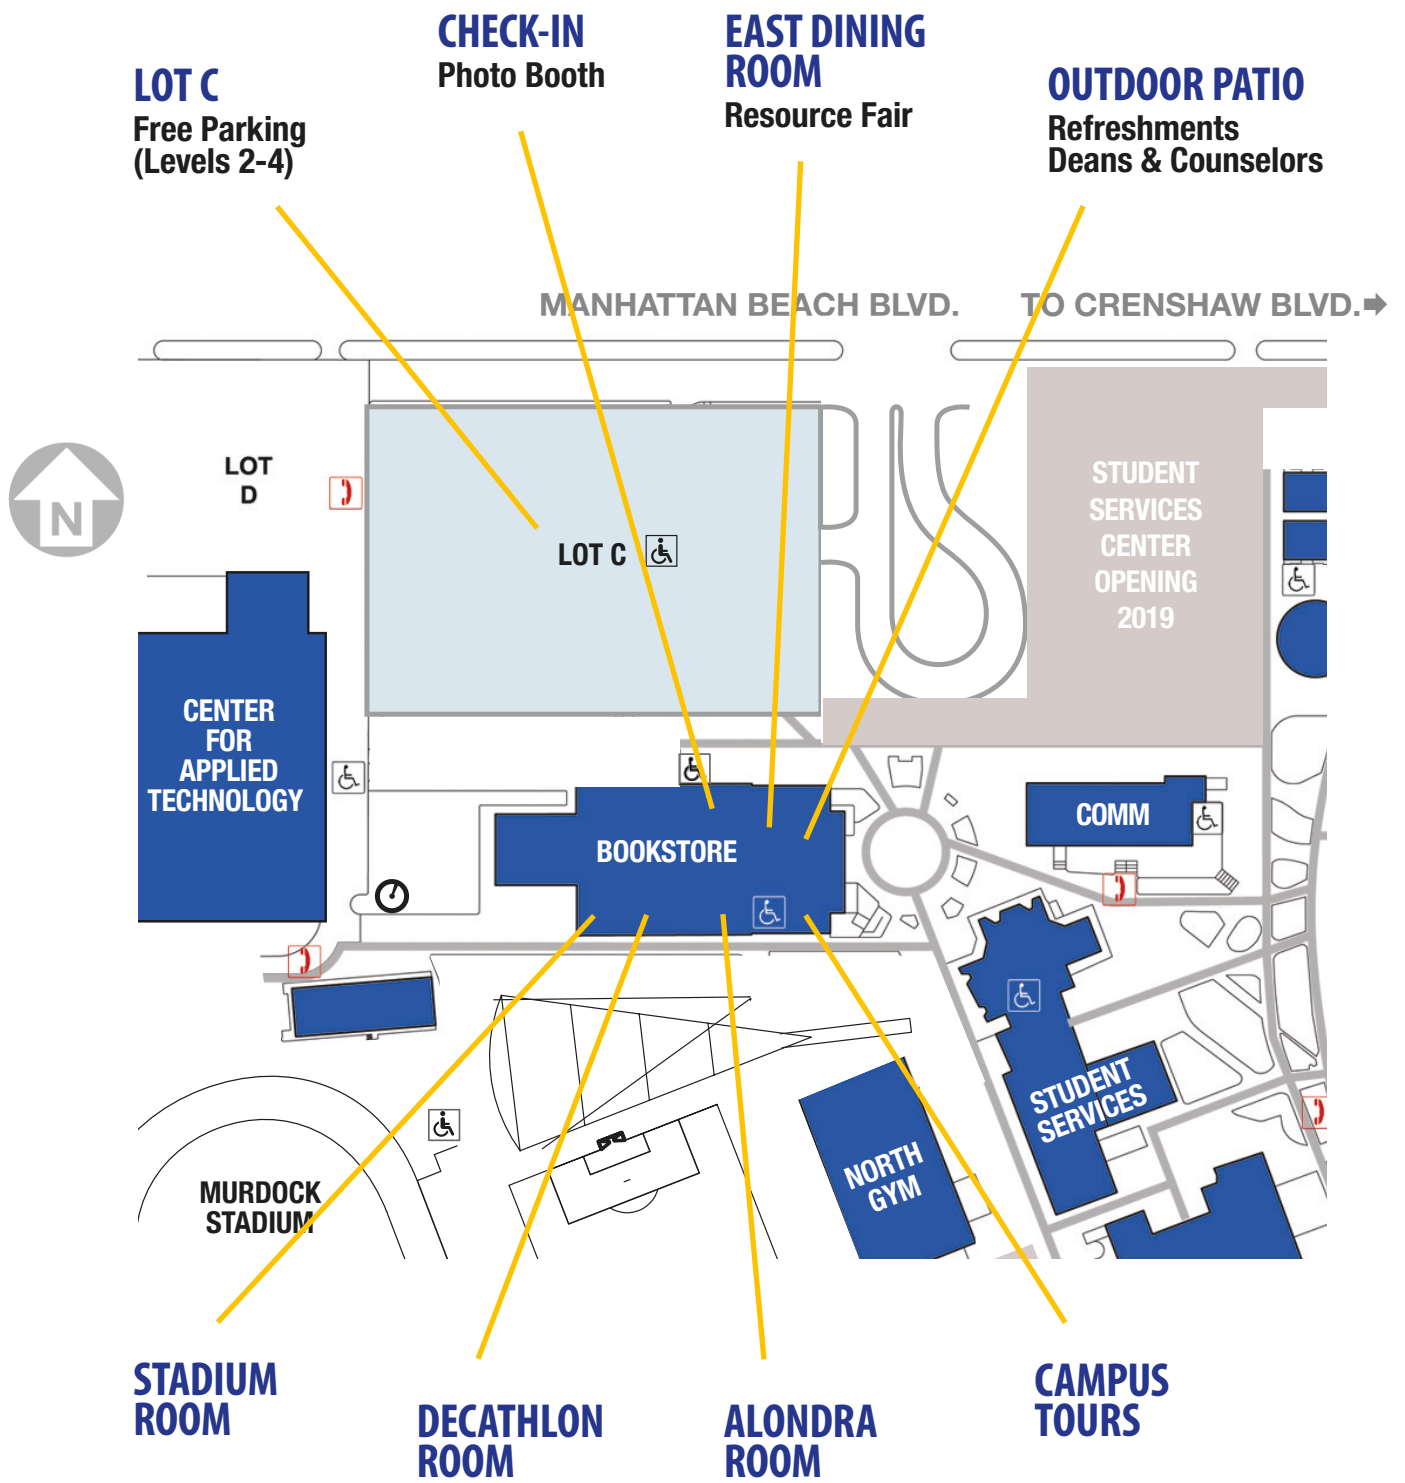 CHECK-IN
Photo Booth
EAST DINING
ROOM
Resource Fair
LOT C
Free Parking
(Levels 2-4)
OUTDOOR PATIO
Refreshments
Deans & Counselors
MANHATTAN BEACH BLVD.
TO CRENSHAW BLVD.
LOT
D
N
LOT C
STUDENT
SERVICES
CENTER
OPENING
2019
CENTER
FOR
APPLIED
TECHNOLOGY
BOOKSTORE
COMM
STUDENT
SERVICES
NORTH
GYM
MURDOCK
STADIUM
STADIUM
ROOM
DECATHLON
ROOM
ALONDRA
ROOM
CAMPUS
TOURS